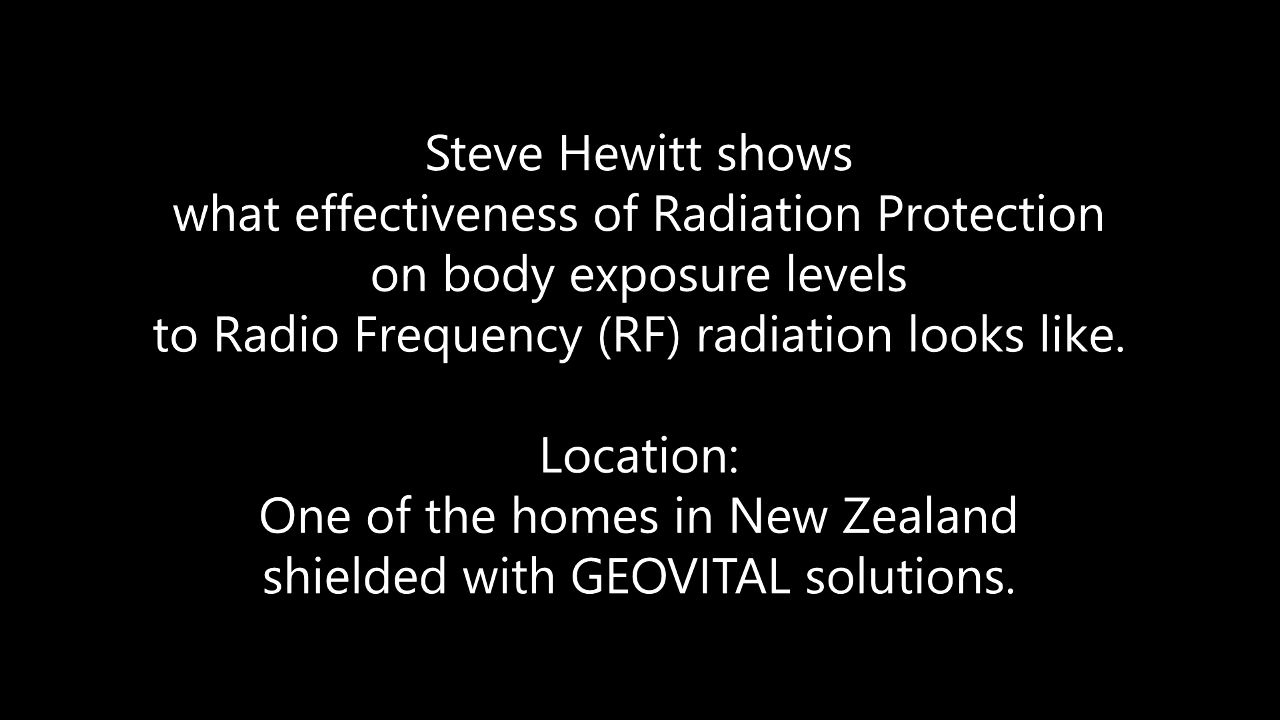 Steve Hewitt shows
what effectiveness of Radiation Protection
on body exposure levels
to Radio Frequency (RF) radiation looks like.
Location:
One of the homes in New Zealand
shielded with GEOVITAL solutions.